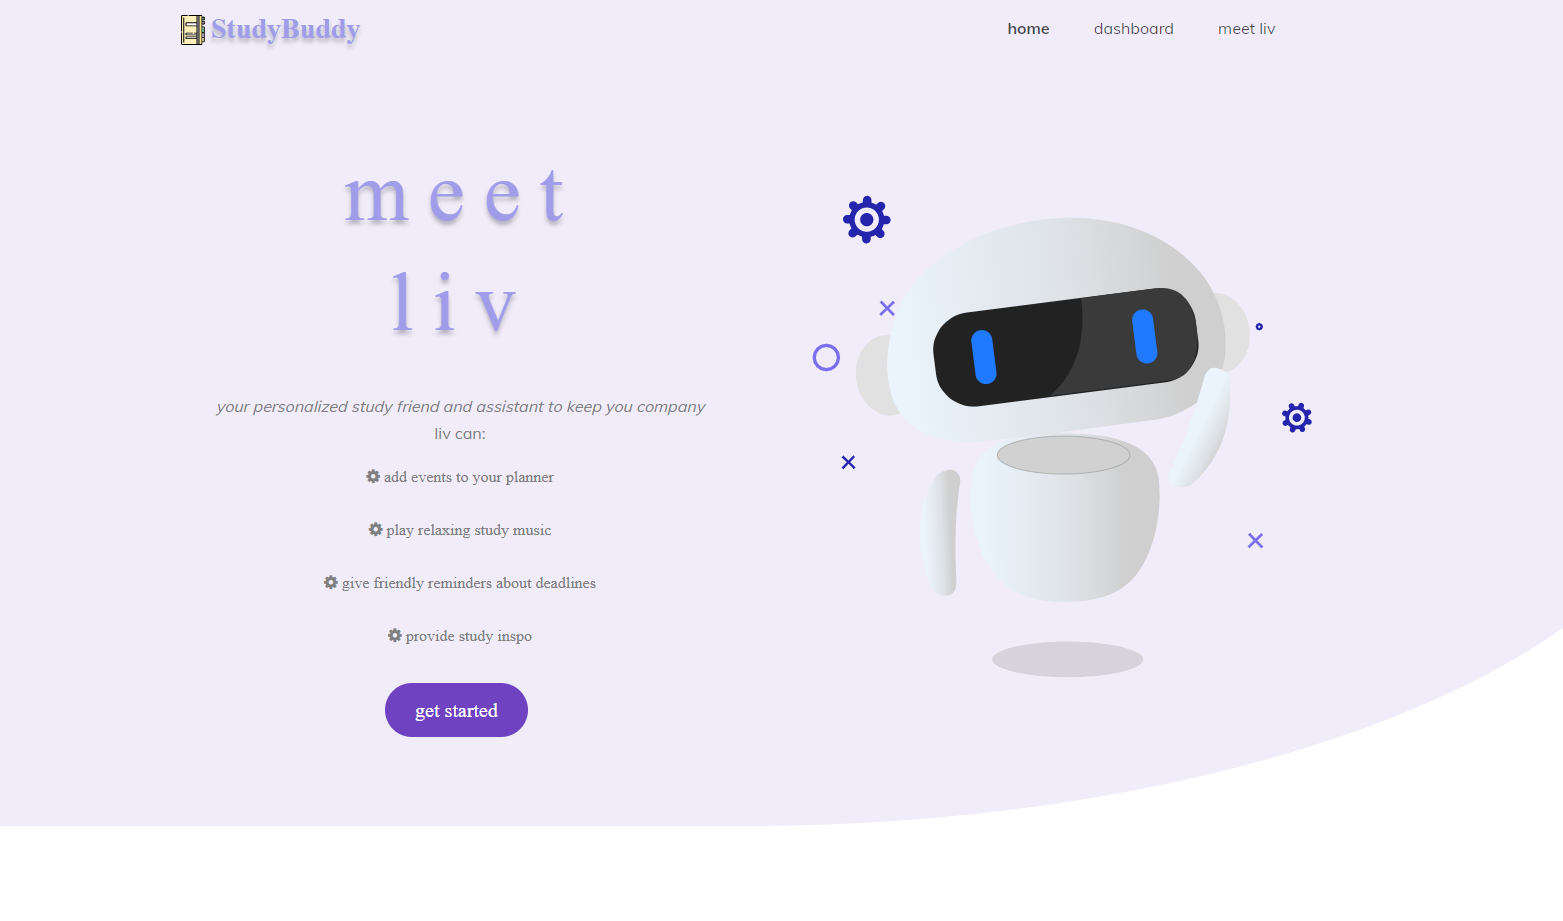 StudyBuddy
home dashboard meet liv
meet
liv
your personalized study friend and assistant to keep you company
liv can:
add events to your planner
play relaxing study music
give friendly reminders about deadlines
provide study inspo
get started